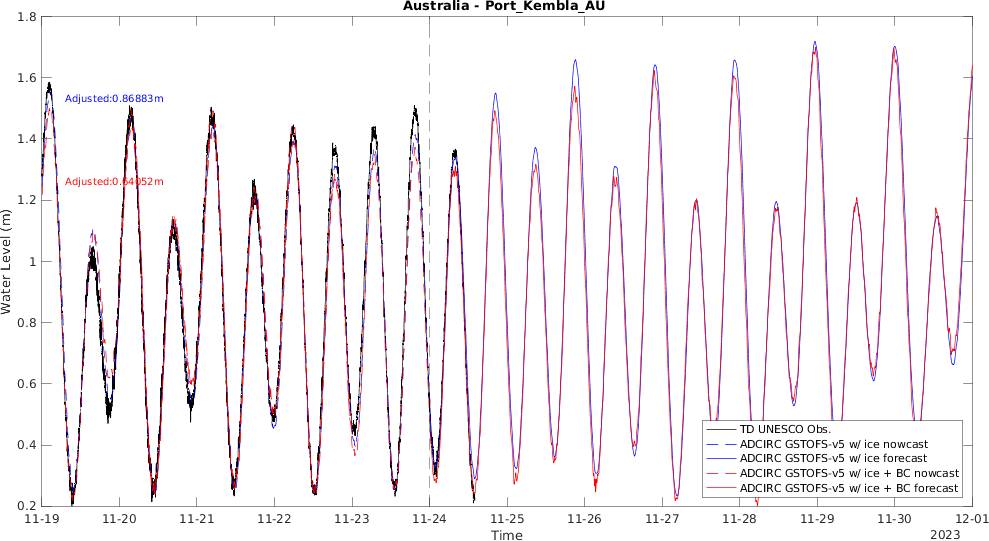 Australia - Port_Kembla_AU
1.8
1.6
1.4
1.2
1
0.8
0.6
0.4
0.2
Water Level (m)
Adjusted:0.86883m
Adjusted:0.64052m
TD UNESCO Obs.
ADCIRC GSTOFS-v5 w/ ice nowcast
ADCIRC GSTOFS-v5 w/ ice forecast
ADCIRC GSTOFS-v5 w/ ice + BC nowcast
ADCIRC GSTOFS-v5 w/ ice + BC forecast
11-19 11-20 11-21 11-22 11-23 11-24 11-25 11-26 11-27 11-28 11-29 11-30 12-01
Time
2023